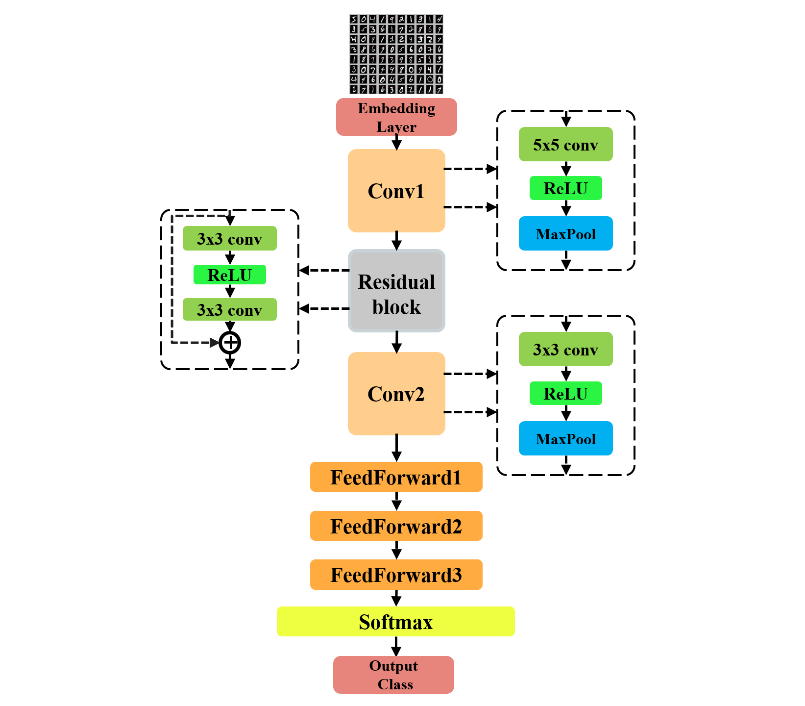 Embedding
Layer
Conv1
5x5 conv
ReLU
MaxPool
3x3 conv
ReLU
3x3 conv
Residual
block
Conv2
3x3 conv
ReLU
MaxPool
FeedForward1
FeedForward2
FeedForward3
Softmax
Output
Class